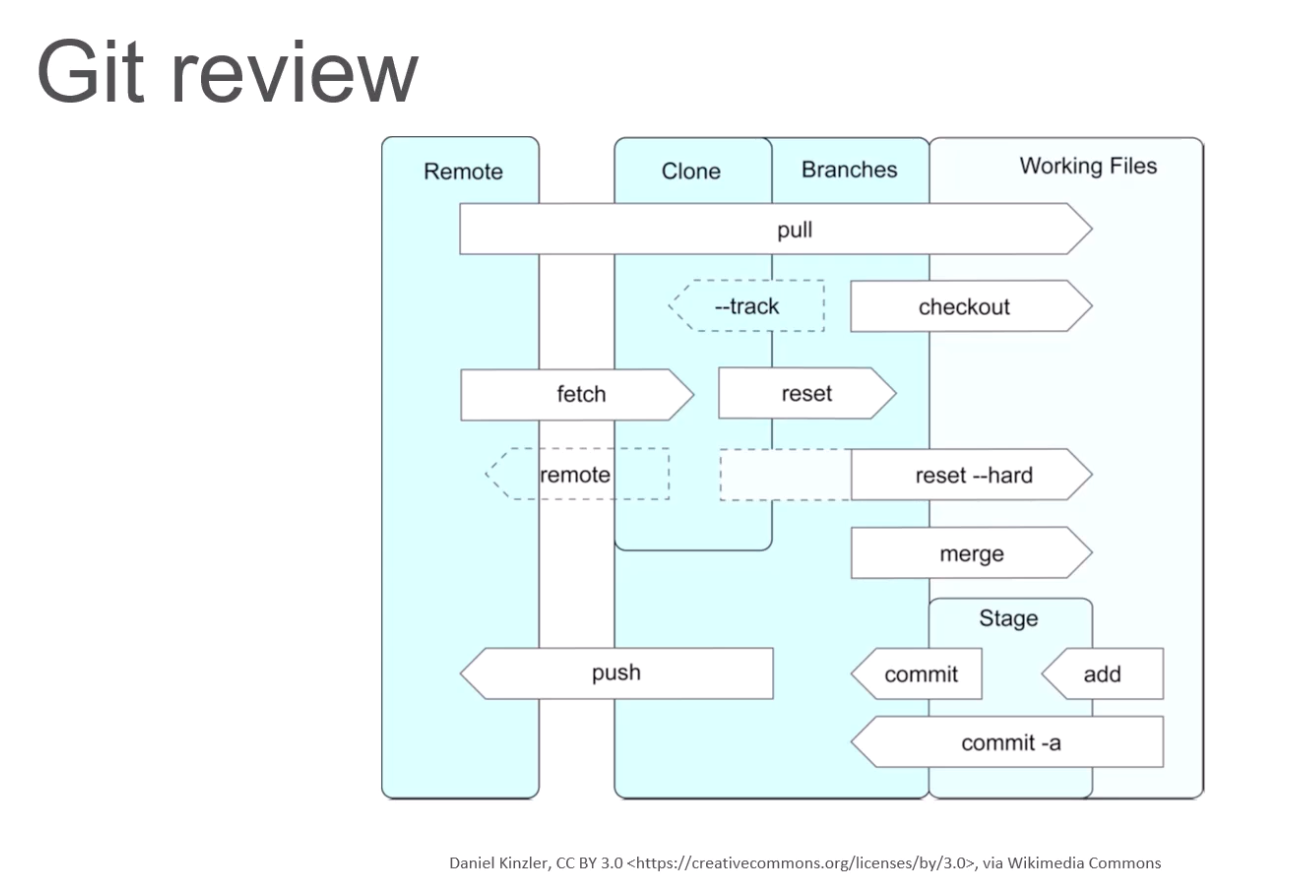 Git review
Remote
Clone
Branches
Working Files
pull
--track
checkout
fetch
reset
remote
reset --hard
merge
Stage
push
commit
add
commit -a
Daniel Kinzler, CC BY 3.0 <https://creativecommons.org/licenses/by/3.0>, via Wikimedia Commons